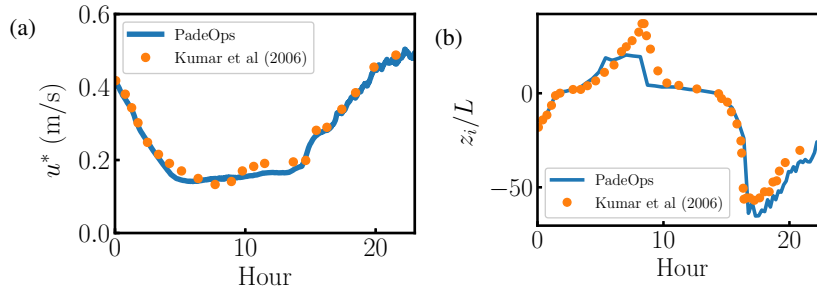 (a)
0.6
0.4
0.2
0.0
u* (m/s)
PadeOps
Kumar et al (2006)
0
10
20
Hour
(b)
0
−50
z_i/L
PadeOps
Kumar et al (2006)
0
10
20
Hour